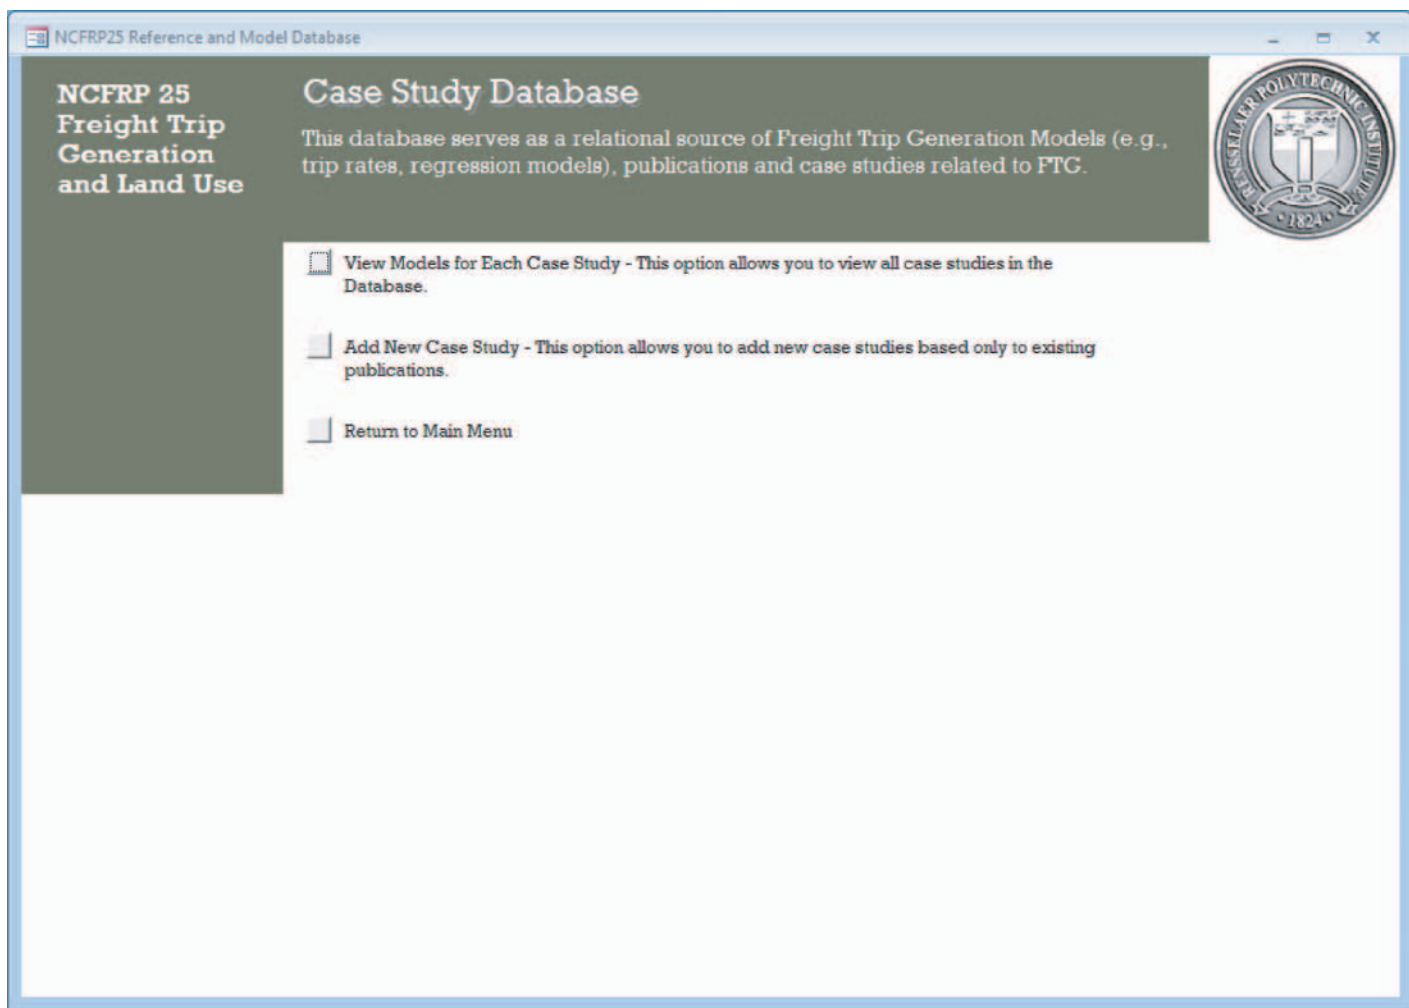 NCFRP25 Reference and Model Database
NCFRP 25
Freight Trip
Generation
and Land Use
Case Study Database
This database serves as a relational source of Freight Trip Generation Models (e.g.,
trip rates, regression models), publications and case studies related to FTG.
RENSSELAER POLYTECHNIC INSTITUTE
1824
View Models for Each Case Study - This option allows you to view all case studies in the
Database.
Add New Case Study - This option allows you to add new case studies based only to existing
publications.
Return to Main Menu